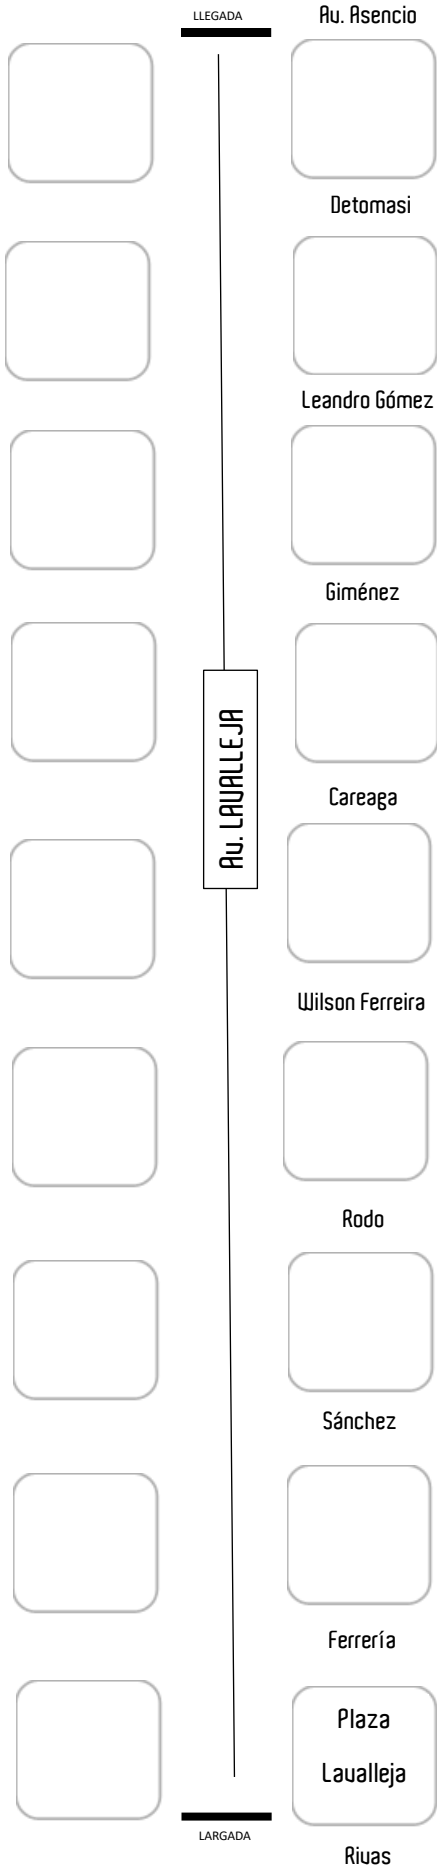 LLEGADA
Av. Asencio
Detomasi
Leandro Gómez
Giménez
Av. LAVALLEJA
Careaga
Wilson Ferreira
Rodo
Sánchez
Ferrería
Plaza
Lavalleja
LARGADA
Rivas